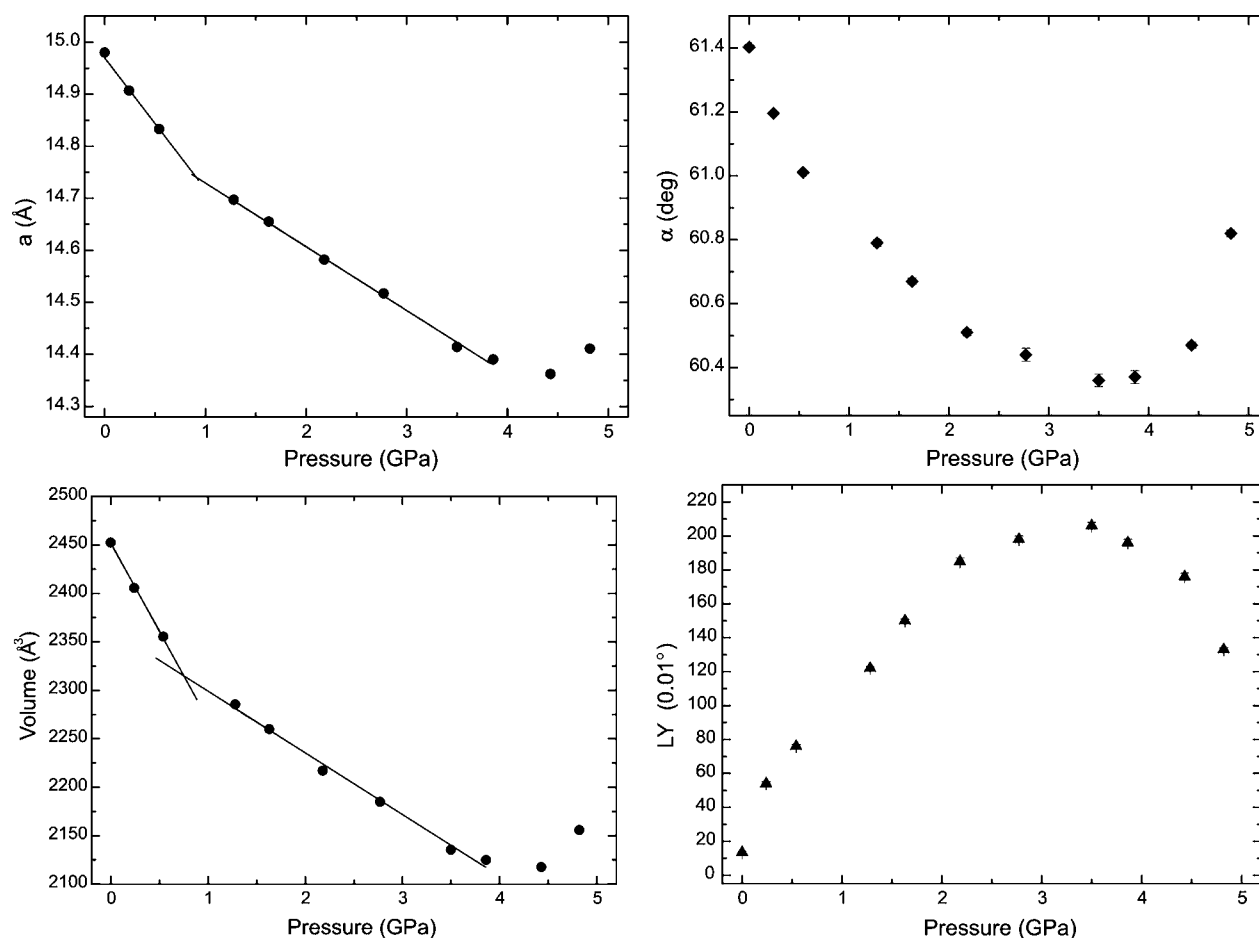 15.0
14.9
14.8
14.7
14.6
14.5
14.4
14.3
a (Å)
0 1 2 3 4 5
Pressure (GPa)
61.4
61.2
61.0
60.8
60.6
60.4
α (deg)
0 1 2 3 4 5
Pressure (GPa)
2500
2450
2400
2350
2300
2250
2200
2150
2100
Volume (Å³)
0 1 2 3 4 5
Pressure (GPa)
220
200
180
160
140
120
100
80
60
40
20
0
LY (0.01°)
0 1 2 3 4 5
Pressure (GPa)